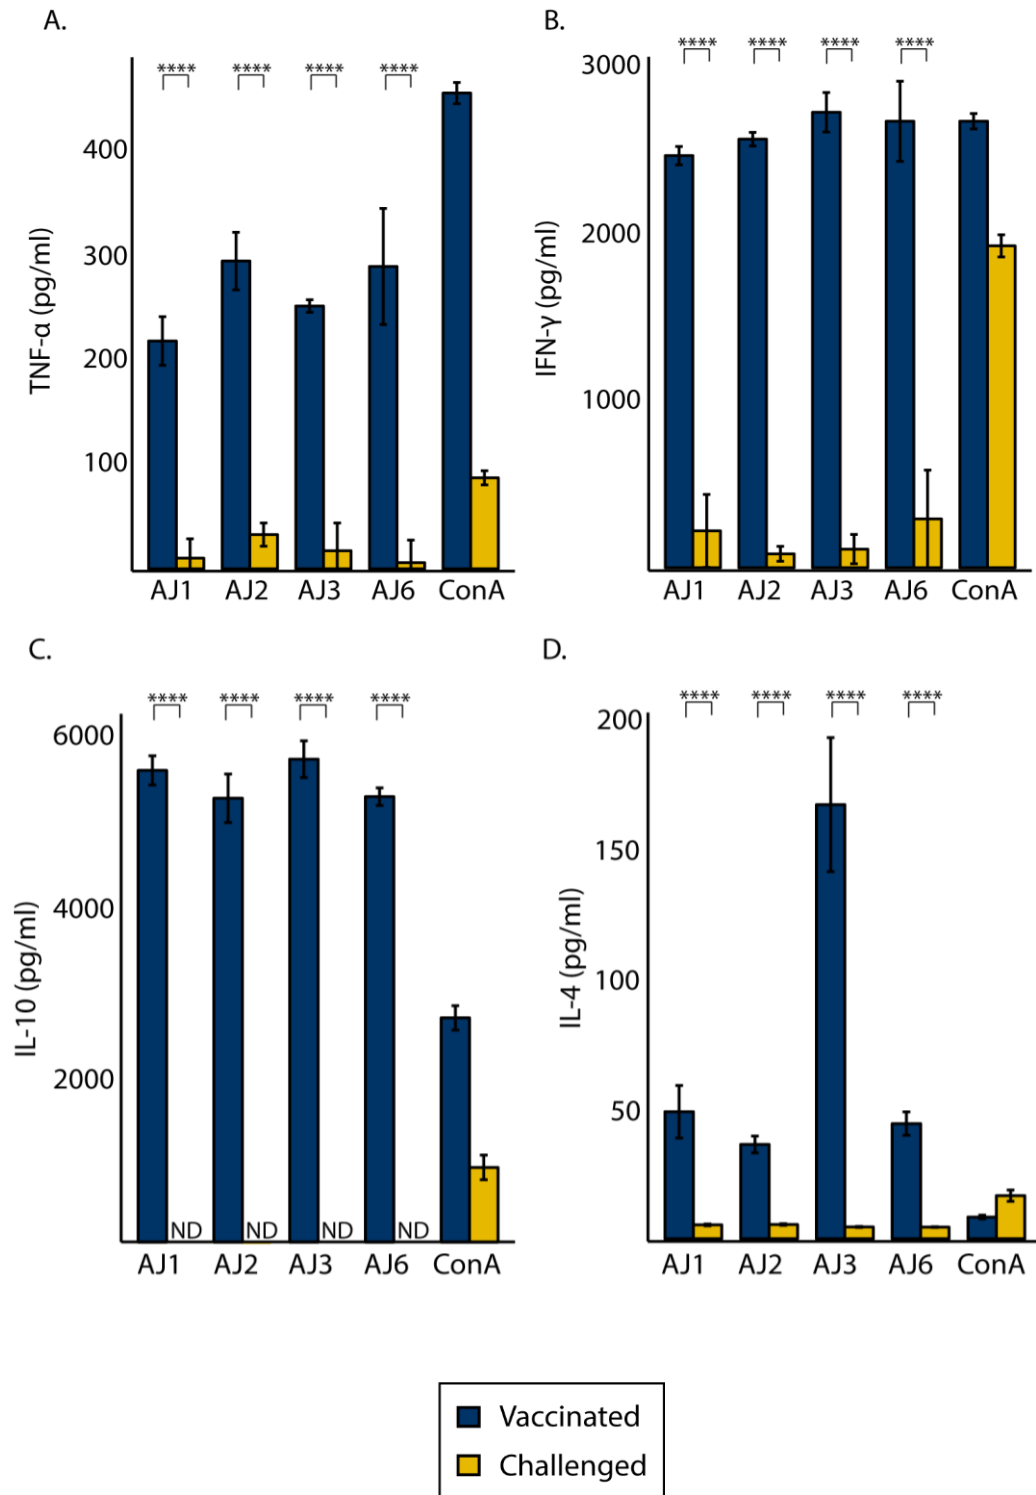 A.
**** **** **** ****
TNF-α (pg/ml)
400
300
200
100
AJ1 AJ2 AJ3 AJ6 ConA
B.
**** **** **** ****
IFN-γ (pg/ml)
3000
2000
1000
AJ1 AJ2 AJ3 AJ6 ConA
C.
**** **** **** ****
IL-10 (pg/ml)
6000
4000
2000
ND ND ND ND
AJ1 AJ2 AJ3 AJ6 ConA
D.
**** **** **** ****
IL-4 (pg/ml)
200
150
100
50
AJ1 AJ2 AJ3 AJ6 ConA
Vaccinated
Challenged